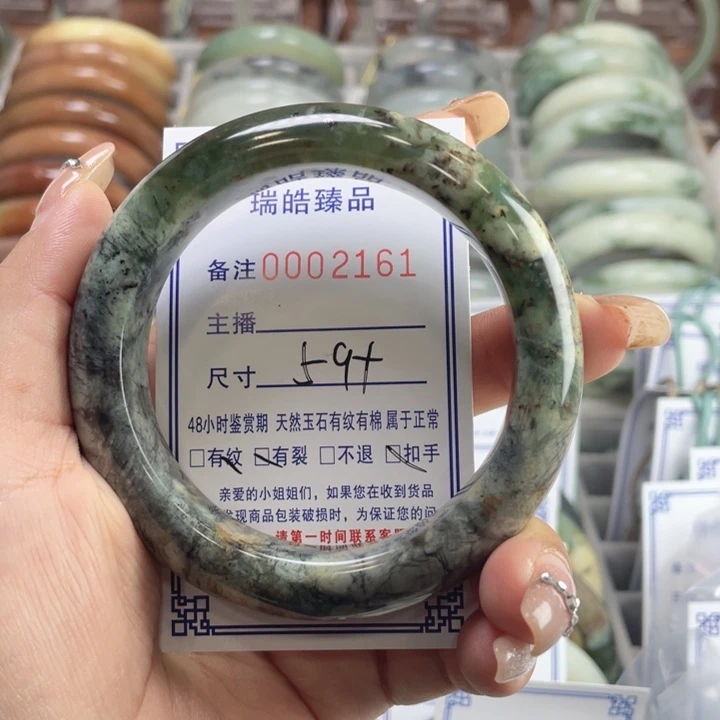 瑞皓臻品
备注0002161
主播
尺寸 594
48小时鉴赏期 天然玉石有纹有棉 属于正常
□有纹 □有裂 □不退 □扣手
亲爱的小姐姐们，如果您在收到货品
发现商品包装破损时，为保证您的问
请第一时间联系客服